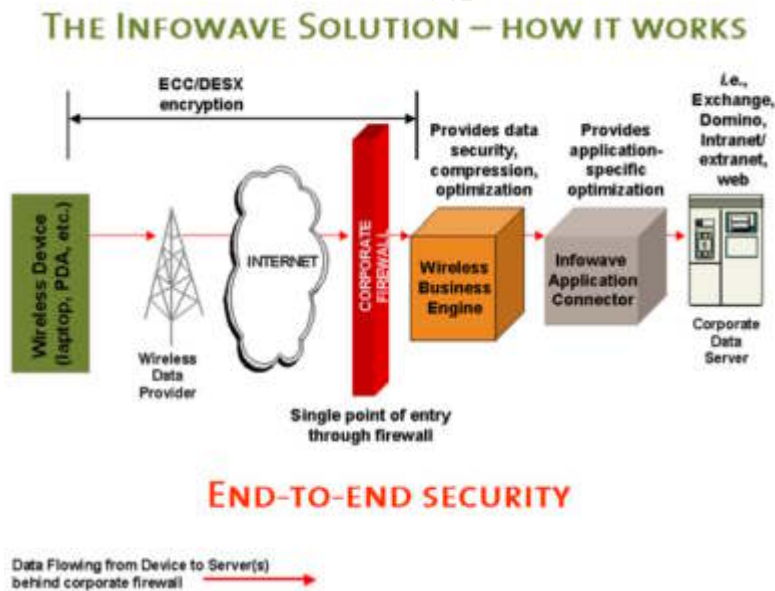 THE INFOWAVE SOLUTION – HOW IT WORKS
ECC/DESX
encryption
i.e.,
Exchange,
Domino,
Intranet/
extranet,
web
Provides data
security,
compression,
optimization
Provides
application-
specific
optimization
Wireless Device
(laptop, PDA, etc.)
INTERNET
CORPORATE
FIREWALL
Wireless
Business
Engine
Infowave
Application
Connector
Wireless
Data
Provider
Corporate
Data
Server
Single point of entry
through firewall
END-TO-END SECURITY
Data Flowing from Device to Server(s)
behind corporate firewall